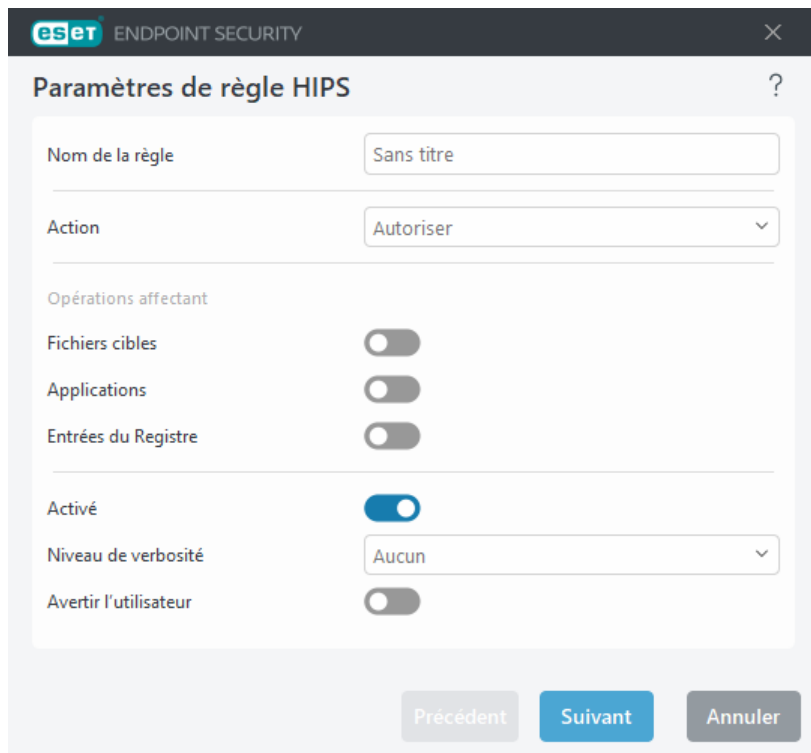 eseT ENDPOINT SECURITY
Paramètres de règle HIPS ?
Nom de la règle Sans titre
Action Autoriser
Opérations affectant
Fichiers cibles
Applications
Entrées du Registre
Activé
Niveau de verbosité Aucun
Avertir l'utilisateur
Précédent Suivant Annuler